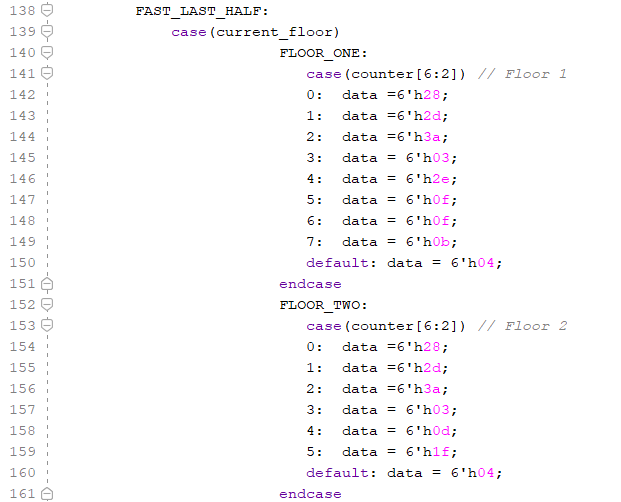 138 FAST_LAST_HALF:
139 case(current_floor)
140 FLOOR_ONE:
141 case(counter[6:2]) // Floor 1
142 0: data =6'h28;
143 1: data =6'h2d;
144 2: data =6'h3a;
145 3: data = 6'h03;
146 4: data = 6'h2e;
147 5: data = 6'h0f;
148 6: data = 6'h0f;
149 7: data = 6'h0b;
150 default: data = 6'h04;
151 endcase
152 FLOOR_TWO:
153 case(counter[6:2]) // Floor 2
154 0: data =6'h28;
155 1: data =6'h2d;
156 2: data =6'h3a;
157 3: data = 6'h03;
158 4: data = 6'h0d;
159 5: data = 6'h1f;
160 default: data = 6'h04;
161 endcase